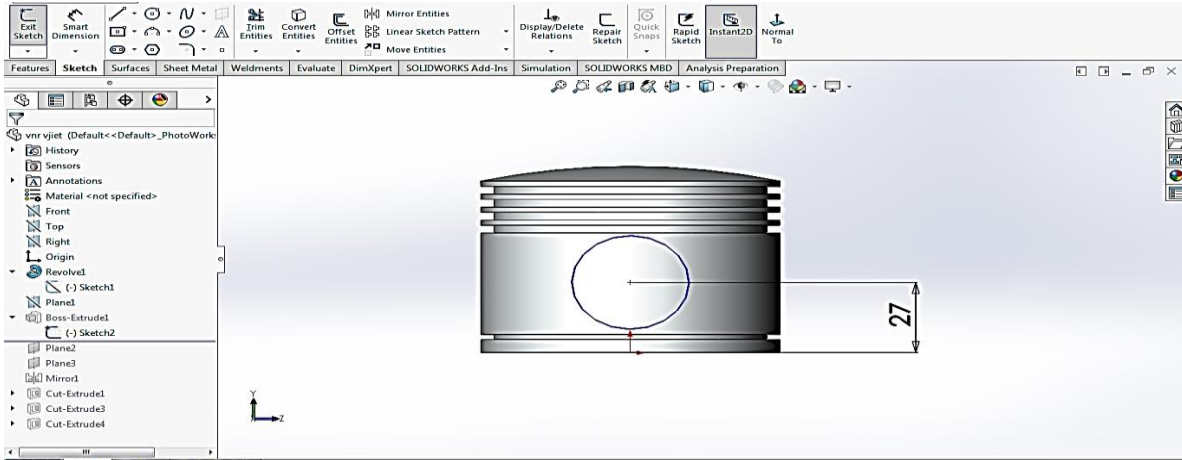 Exit Sketch
Smart Dimension
Trim Entities
Convert Entities
Offset Entities
Mirror Entities
Linear Sketch Pattern
Move Entities
Display/Delete Relations
Repair Sketch
Quick Snaps
Rapid Sketch
Instant2D
Normal To
Features Sketch Surfaces Sheet Metal Weldments Evaluate DimXpert SOLIDWORKS Add-Ins Simulation SOLIDWORKS MBD Analysis Preparation
vnr vjiet (Default<<Default>_PhotoWork
History
Sensors
Annotations
Material <not specified>
Front
Top
Right
Origin
Revolve1
(-) Sketch1
Plane1
Boss-Extrude1
(-) Sketch2
Plane2
Plane3
Mirror1
Cut-Extrude1
Cut-Extrude3
Cut-Extrude4
27
Y
Z